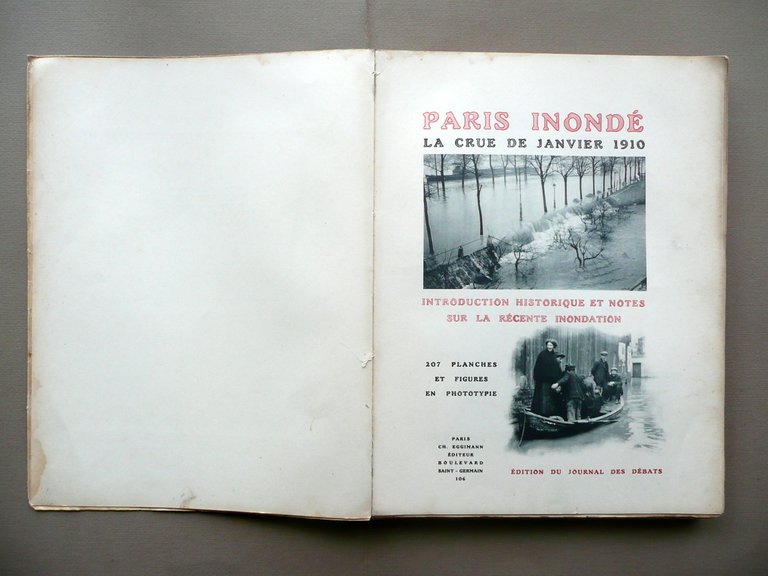 PARIS INONDÉ
LA CRUE DE JANVIER 1910
INTRODUCTION HISTORIQUE ET NOTES
SUR LA RÉCENTE INONDATION
207 PLANCHES
ET FIGURES
EN PHOTOTYPIE
PARIS
CH. EGGIMANN
ÉDITEUR
BOULEVARD
SAINT-GERMAIN
106
ÉDITION DU JOURNAL DES DÉBATS